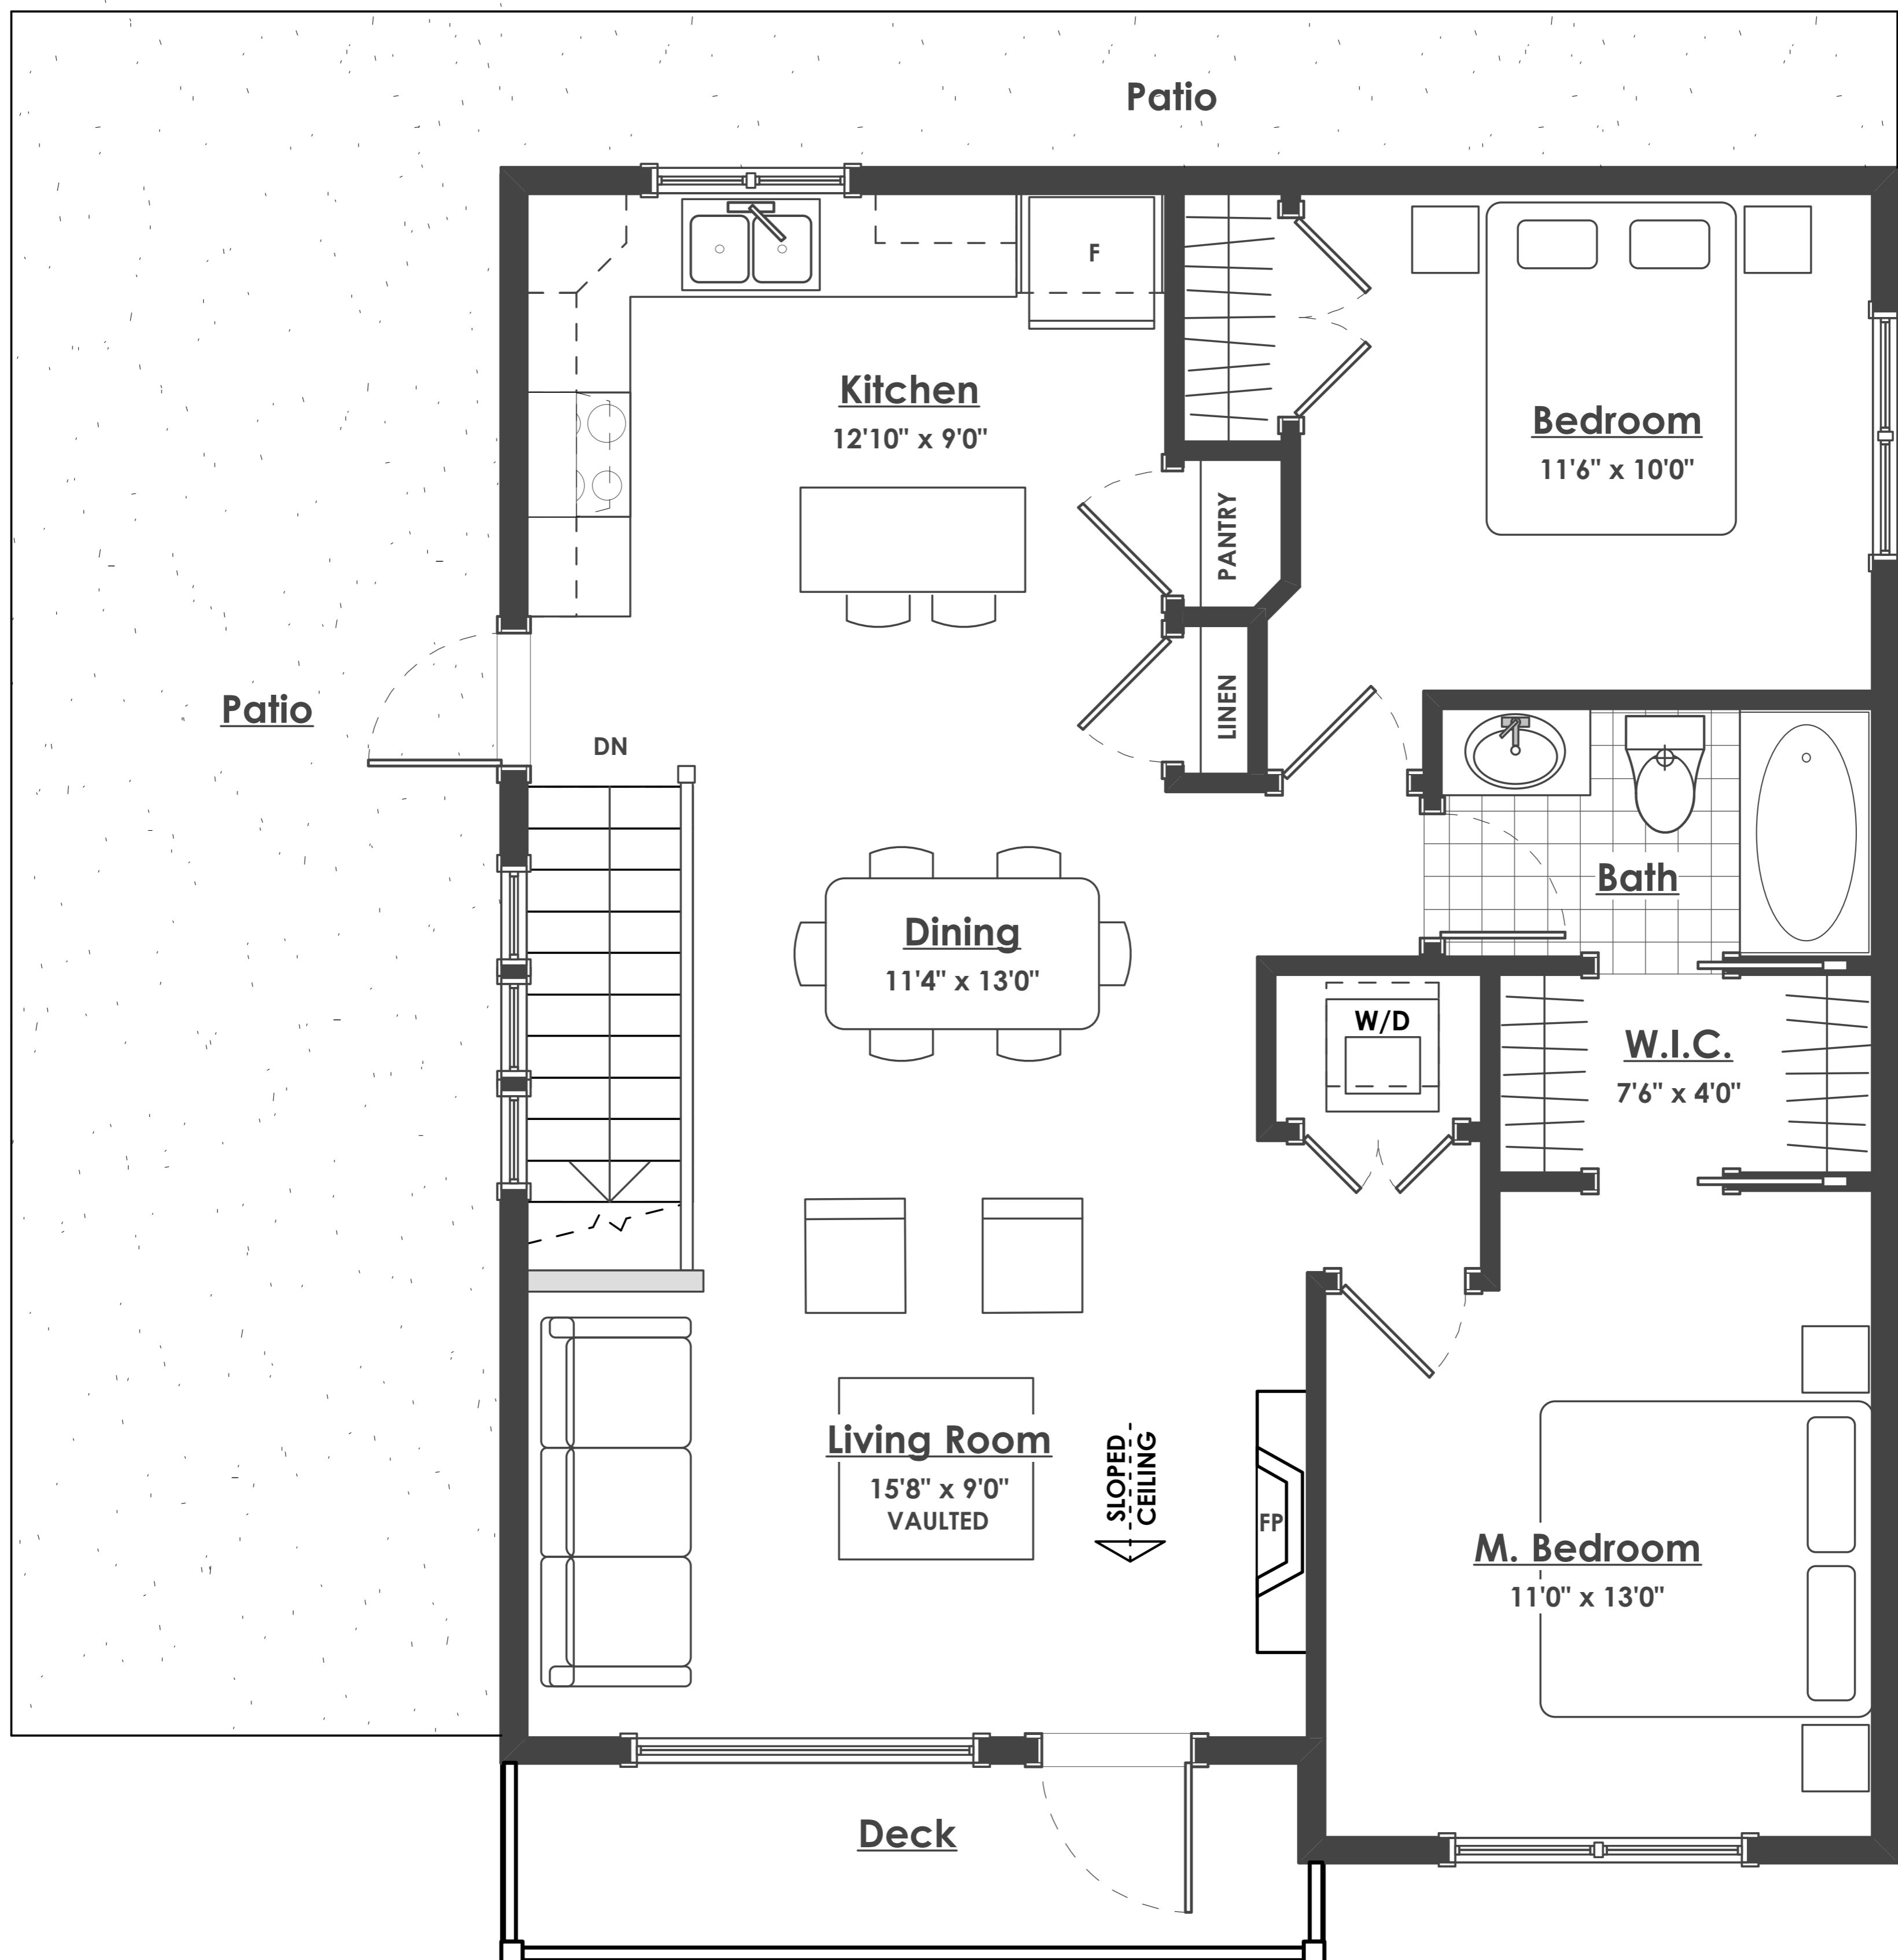 Patio
F
Kitchen
12'10" x 9'0"
Bedroom
11'6" x 10'0"
PANTRY
LINEN
Patio
DN
Bath
Dining
11'4" x 13'0"
W/D
W.I.C.
7'6" x 4'0"
Living Room
15'8" x 9'0"
VAULTED
SLOPED
CEILING
FP
M. Bedroom
11'0" x 13'0"
Deck